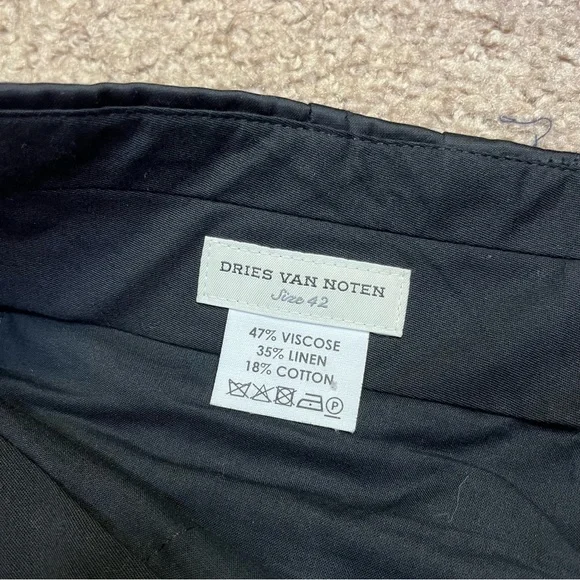 DRIES VAN NOTEN
Size 42
47% VISCOSE
35% LINEN
18% COTTON
P